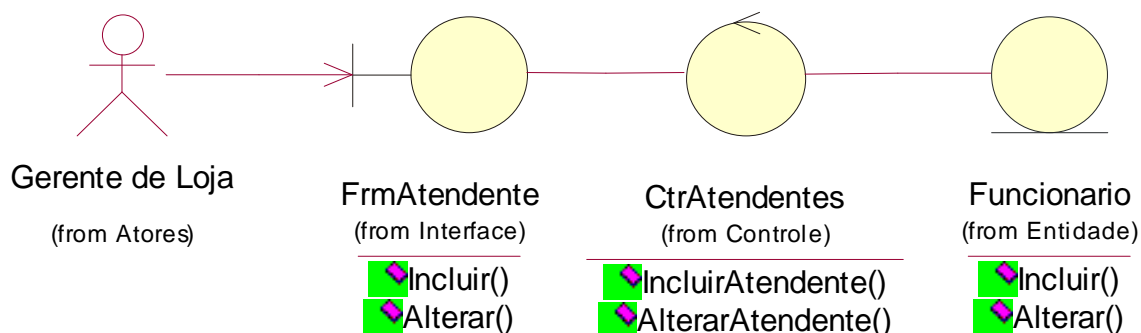 Gerente de Loja
(from Atores)
FrmAtendente
(from Interface)
Incluir()
Alterar()
CtrAtendentes
(from Controle)
IncluirAtendente()
AlterarAtendente()
Funcionario
(from Entidade)
Incluir()
Alterar()